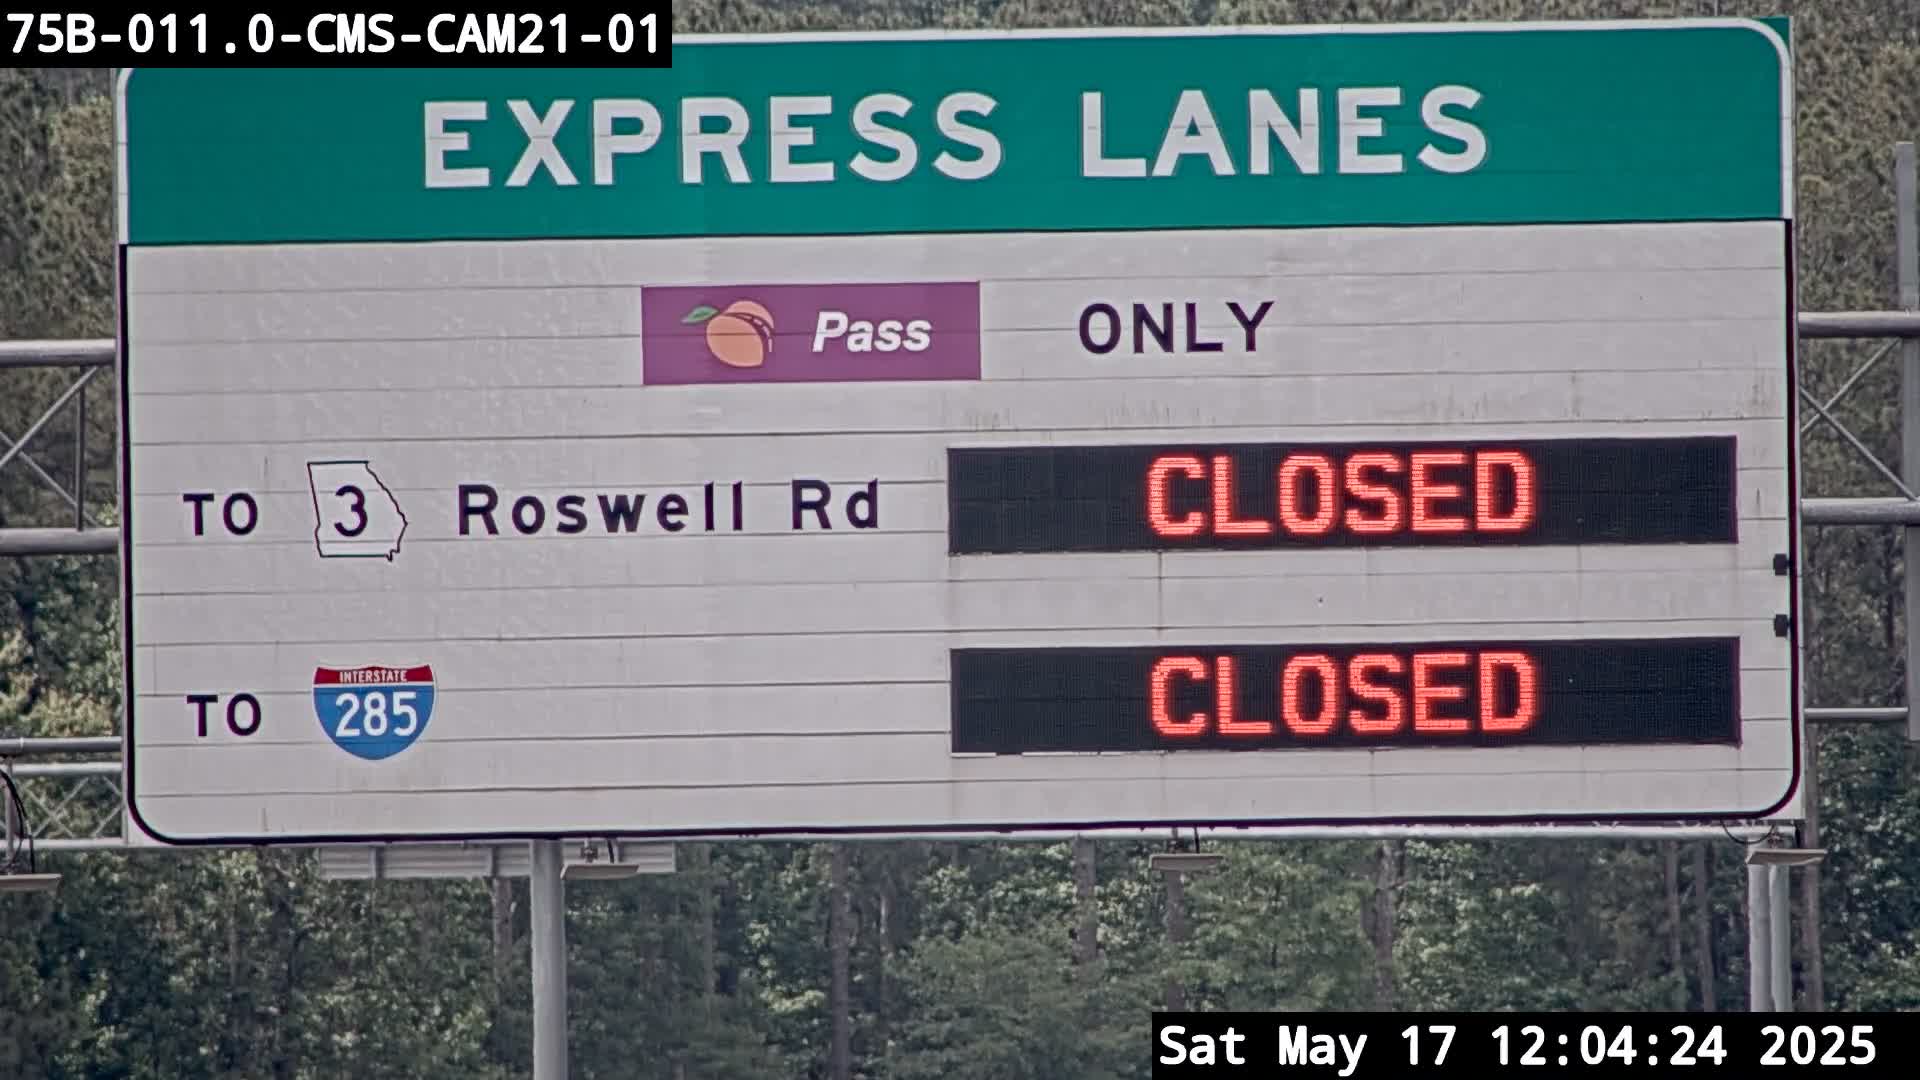 75B-011.0-CMS-CAM21-01
EXPRESS LANES
Pass ONLY
TO 3 Roswell Rd CLOSED
TO INTERSTATE 285 CLOSED
Sat May 17 12:04:24 2025